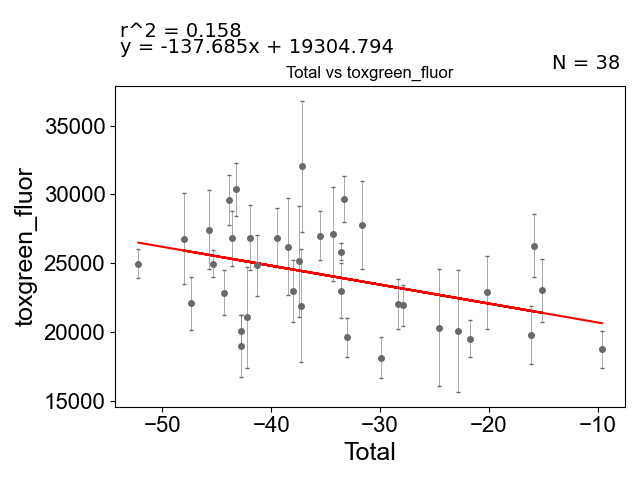 r^2 = 0.158
y = -137.685x + 19304.794
N = 38
Total vs toxgreen_fluor
35000
30000
25000
20000
15000
toxgreen_fluor
−50
−40
−30
−20
−10
Total